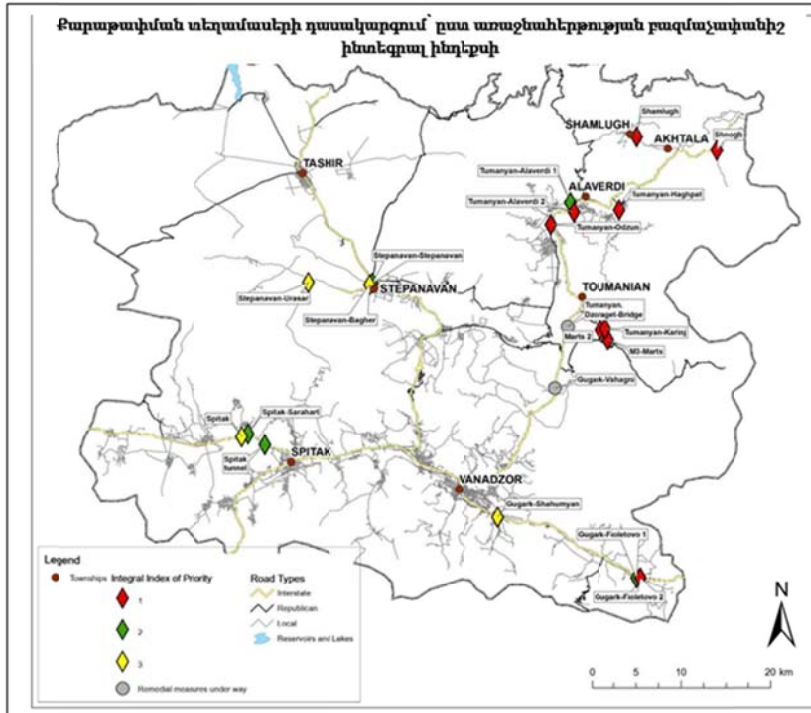 Քարաթափման տեղամասերի դասակարգում` ըստ առաջնահերթության բազմաչափանիշ
ինտեգրալ ինդեքսի
Shamlugh
SHAMLUGH
AKHTALA
Shnogh
TASHIR
Tumanyan-Alaverdi 1
ALAVERDI
Tumanyan-Haghpat
Tumanyan-Alaverdi 2
Tumanyan-Odzun
Stepanavan-Stepanavan
STEPANAVAN
Stepanavan-Urasar
Stepanavan-Bagher
TOUMANIAN
Tumanyan.
Dzoraget-Bridge
Marts 2
Tumanyan-Karinj
M3-Marts
Gugark-Vahagni
Spitak
Spitak-Sarahart
Spitak
tunnel
SPITAK
VANADZOR
Gugark-Shahumyan
Gugark-Fioletovo 1
Gugark-Fioletovo 2
Legend
Townships
Integral Index of Prority
1
2
3
Remedial measures under way
Road Types
Interstate
Republican
Local
Reservoirs and Lakes
N
0 5 10 20 km